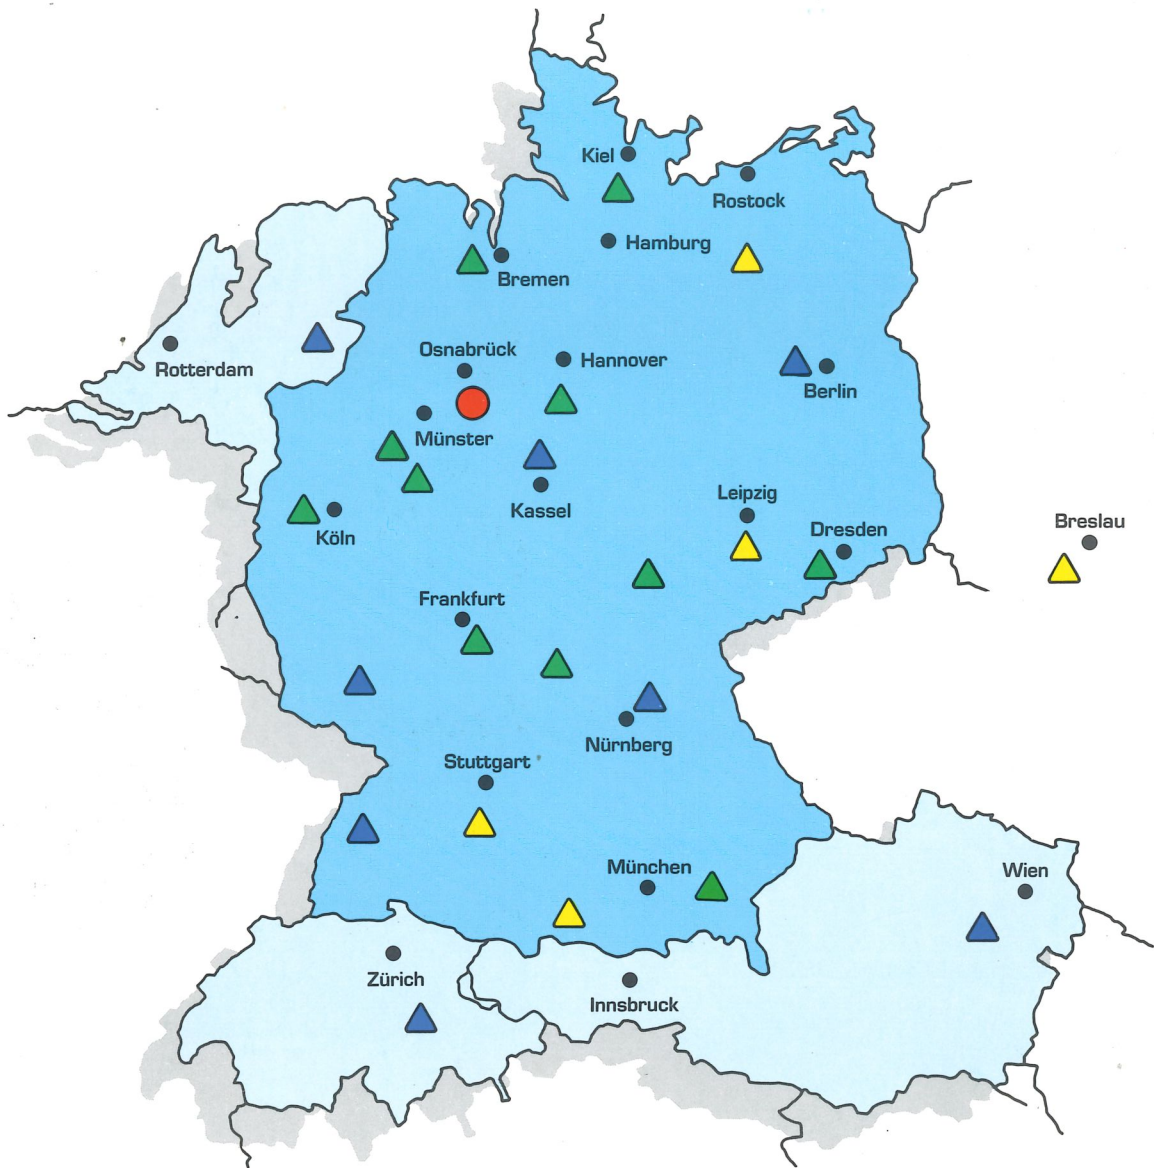 Kiel
Rostock
Hamburg
Bremen
Osnabrück
Hannover
Rotterdam
Berlin
Münster
Leipzig
Kassel
Breslau
Dresden
Köln
Frankfurt
Nürnberg
Stuttgart
München
Wien
Zürich
Innsbruck